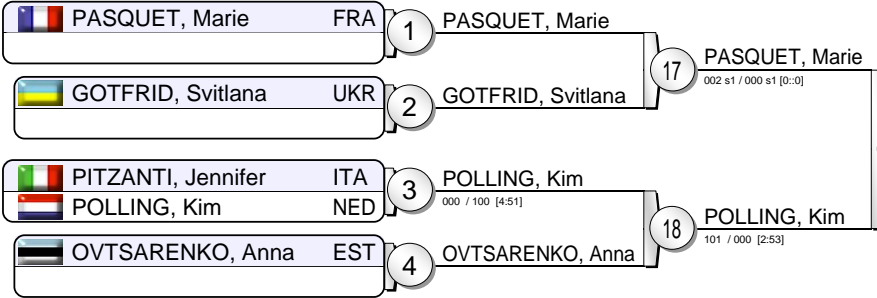 PASQUET, Marie FRA
1
PASQUET, Marie
GOTFRID, Svitlana UKR
2
GOTFRID, Svitlana
17
PASQUET, Marie
002 s1 / 000 s1 [0::0]
PITZANTI, Jennifer ITA
POLLING, Kim NED
3
POLLING, Kim
000 / 100 [4:51]
OVTSARENKO, Anna EST
4
OVTSARENKO, Anna
18
POLLING, Kim
101 / 000 [2:53]